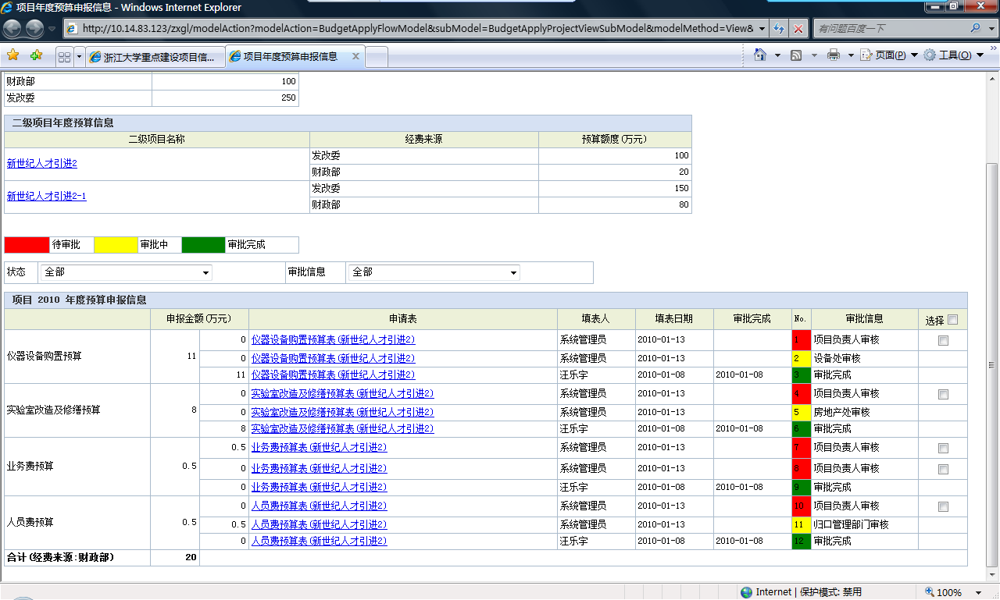 项目年度预算申报信息 - Windows Internet Explorer
http://10.14.83.123/zxgl/modelAction?modelAction=BudgetApplyFlowModel&subModel=BudgetApplyProjectViewSubModel&modelMethod=View&
有问题百度一下
浙江大学重点建设项目信...
项目年度预算申报信息
页面(P)
工具(O)
财政部 100
发改委 250
二级项目年度预算信息
二级项目名称 经费来源 预算额度(万元)
新世纪人才引进2 发改委 100
财政部 20
新世纪人才引进2-1 发改委 150
财政部 80
待审批 审批中 审批完成
状态 全部 审批信息 全部
项目 2010 年度预算申报信息
申报金额(万元) 申请表 填表人 填表日期 审批完成 No. 审批信息 选择
仪器设备购置预算 11 0 仪器设备购置预算表(新世纪人才引进2) 系统管理员 2010-01-13 1 项目负责人审核
0 仪器设备购置预算表(新世纪人才引进2) 系统管理员 2010-01-13 2 设备处审核
11 仪器设备购置预算表(新世纪人才引进2) 汪乐宇 2010-01-08 2010-01-08 3 审批完成
实验室改造及修缮预算 8 0 实验室改造及修缮预算表(新世纪人才引进2) 系统管理员 2010-01-13 4 项目负责人审核
0 实验室改造及修缮预算表(新世纪人才引进2) 系统管理员 2010-01-13 5 房地产处审核
8 实验室改造及修缮预算表(新世纪人才引进2) 汪乐宇 2010-01-08 2010-01-08 6 审批完成
业务费预算 0.5 0.5 业务费预算表(新世纪人才引进2) 系统管理员 2010-01-13 7 项目负责人审核
0 业务费预算表(新世纪人才引进2) 系统管理员 2010-01-13 8 项目负责人审核
0 业务费预算表(新世纪人才引进2) 汪乐宇 2010-01-08 2010-01-08 9 审批完成
人员费预算 0.5 0 人员费预算表(新世纪人才引进2) 系统管理员 2010-01-13 10 项目负责人审核
0.5 人员费预算表(新世纪人才引进2) 系统管理员 2010-01-13 11 归口管理部门审核
0 人员费预算表(新世纪人才引进2) 汪乐宇 2010-01-08 2010-01-08 12 审批完成
合计(经费来源:财政部) 20
Internet | 保护模式: 禁用
100%